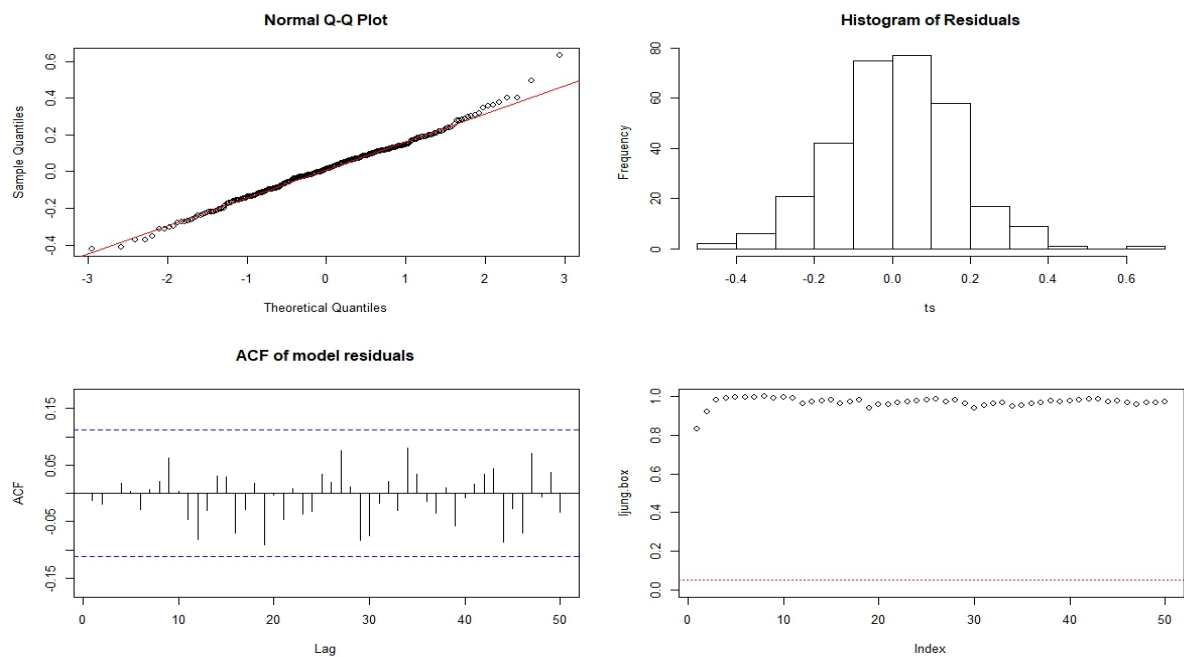 Normal Q-Q Plot
Sample Quantiles
0.6
0.4
0.2
0.0
-0.2
-0.4
-3 -2 -1 0 1 2 3
Theoretical Quantiles
Histogram of Residuals
Frequency
80
60
40
20
0
-0.4 -0.2 0.0 0.2 0.4 0.6
ts
ACF of model residuals
ACF
0.15
0.05
-0.05
-0.15
0 10 20 30 40 50
Lag
ljung.box
1.0
0.8
0.6
0.4
0.2
0.0
0 10 20 30 40 50
Index